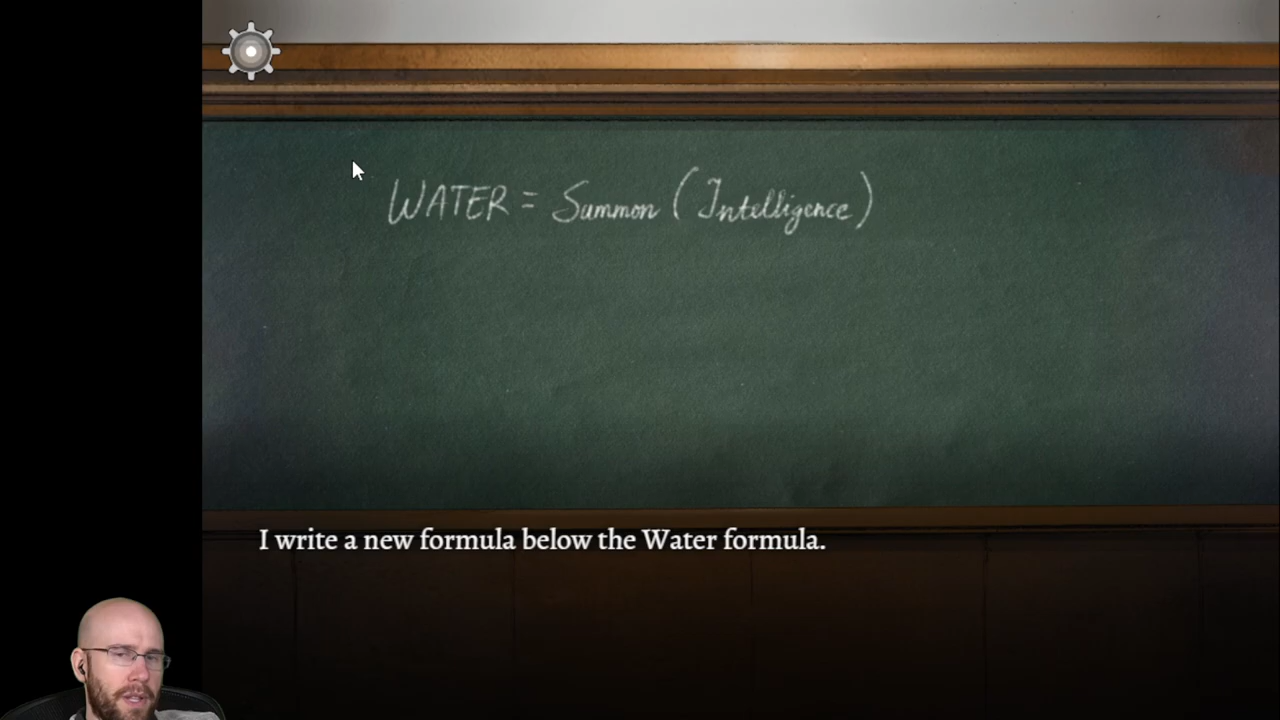 WATER = Summon (Intelligence)
I write a new formula below the Water formula.